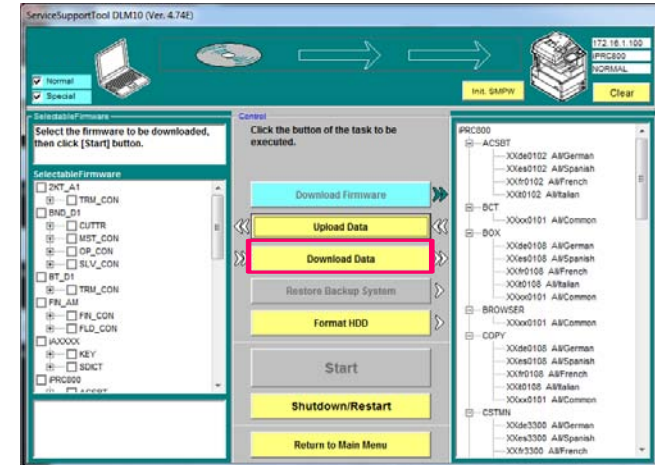 ServiceSupportTool DLM10 (Ver. 4.74E)
Normal
Special
172.16.1.100
iPRC800
NORMAL
Init. SMPW
Clear
SelectableFirmware
Select the firmware to be downloaded,
then click [Start] button.
SelectableFirmware
2KT_A1
TRM_CON
BND_D1
CUTTR
MST_CON
OP_CON
SLV_CON
BT_D1
TRM_CON
FIN_AM
FIN_CON
FLD_CON
iAXXXX
KEY
SDICT
iPRC800
ACSBT
Control
Click the button of the task to be
executed.
Download Firmware
Upload Data
Download Data
Restore Backup System
Format HDD
Start
Shutdown/Restart
Return to Main Menu
iPRC800
ACSBT
XXde0102 All/German
XXes0102 All/Spanish
XXfr0102 All/French
XXit0102 All/Italian
BCT
XXxx0101 All/Common
BOX
XXde0108 All/German
XXes0108 All/Spanish
XXfr0108 All/French
XXit0108 All/Italian
XXxx0101 All/Common
BROWSER
XXxx0101 All/Common
COPY
XXde0108 All/German
XXes0108 All/Spanish
XXfr0108 All/French
XXit0108 All/Italian
XXxx0101 All/Common
CSTMN
XXde3300 All/German
XXes3300 All/Spanish
XXfr3300 All/French